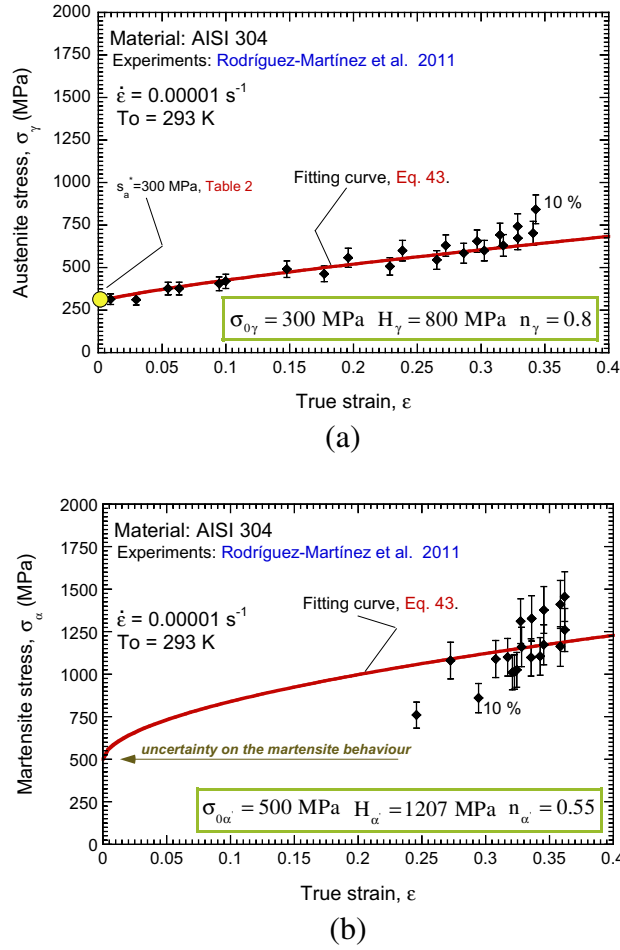 2000
1750
1500
1250
1000
750
500
250
0
Austenite stress, σγ (MPa)
Material: AISI 304
Experiments: Rodríguez-Martínez et al. 2011
ε̇ = 0.00001 s⁻¹
To = 293 K
sₐ*=300 MPa, Table 2
Fitting curve, Eq. 43.
10 %
σ₀γ = 300 MPa Hγ = 800 MPa nγ = 0.8
0 0.05 0.1 0.15 0.2 0.25 0.3 0.35 0.4
True strain, ε
(a)
2000
1750
1500
1250
1000
750
500
250
0
Martensite stress, σα (MPa)
Material: AISI 304
Experiments: Rodríguez-Martínez et al. 2011
Fitting curve, Eq. 43.
ε̇ = 0.00001 s⁻¹
To = 293 K
10 %
uncertainty on the martensite behaviour
σ₀α' = 500 MPa Hα' = 1207 MPa nα' = 0.55
0 0.05 0.1 0.15 0.2 0.25 0.3 0.35 0.4
True strain, ε
(b)